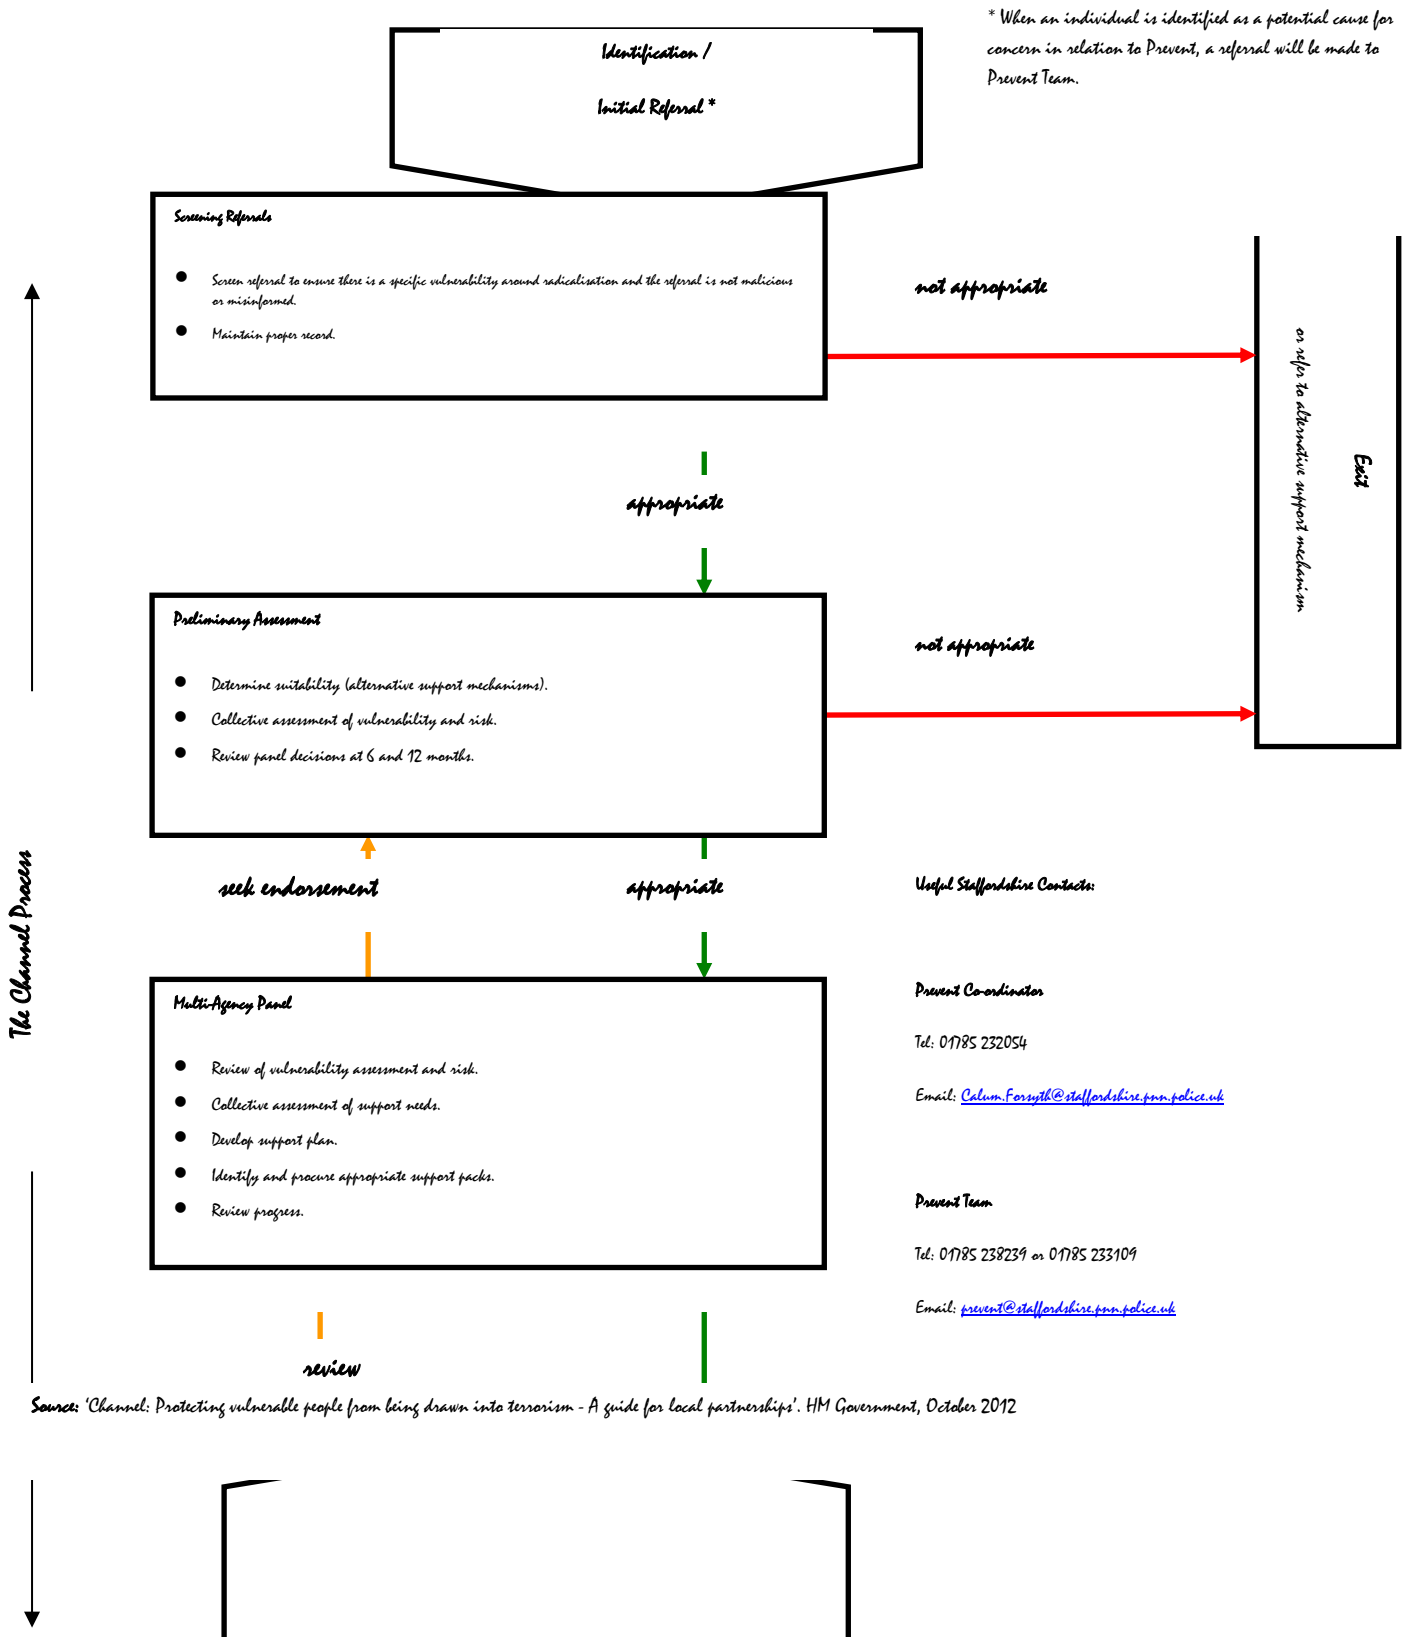 * When an individual is identified as a potential cause for
concern in relation to Prevent, a referral will be made to
Prevent Team.
Identification /
Initial Referral *
Screening Referrals
● Screen referral to ensure there is a specific vulnerability around radicalisation and the referral is not malicious
or misinformed.
● Maintain proper record.
not appropriate
Exit
or refer to alternative support mechanism
appropriate
Preliminary Assessment
● Determine suitability (alternative support mechanisms).
● Collective assessment of vulnerability and risk.
● Review panel decisions at 6 and 12 months.
not appropriate
The Channel Process
seek endorsement
appropriate
Multi-Agency Panel
● Review of vulnerability assessment and risk.
● Collective assessment of support needs.
● Develop support plan.
● Identify and procure appropriate support packs.
● Review progress.
Useful Staffordshire Contacts:
Prevent Co-ordinator
Tel: 01785 232054
Email: Calum.Forsyth@staffordshire.pnn.police.uk
Prevent Team
Tel: 01785 238239 or 01785 233109
Email: prevent@staffordshire.pnn.police.uk
review
Source: 'Channel: Protecting vulnerable people from being drawn into terrorism - A guide for local partnerships'. HM Government, October 2012